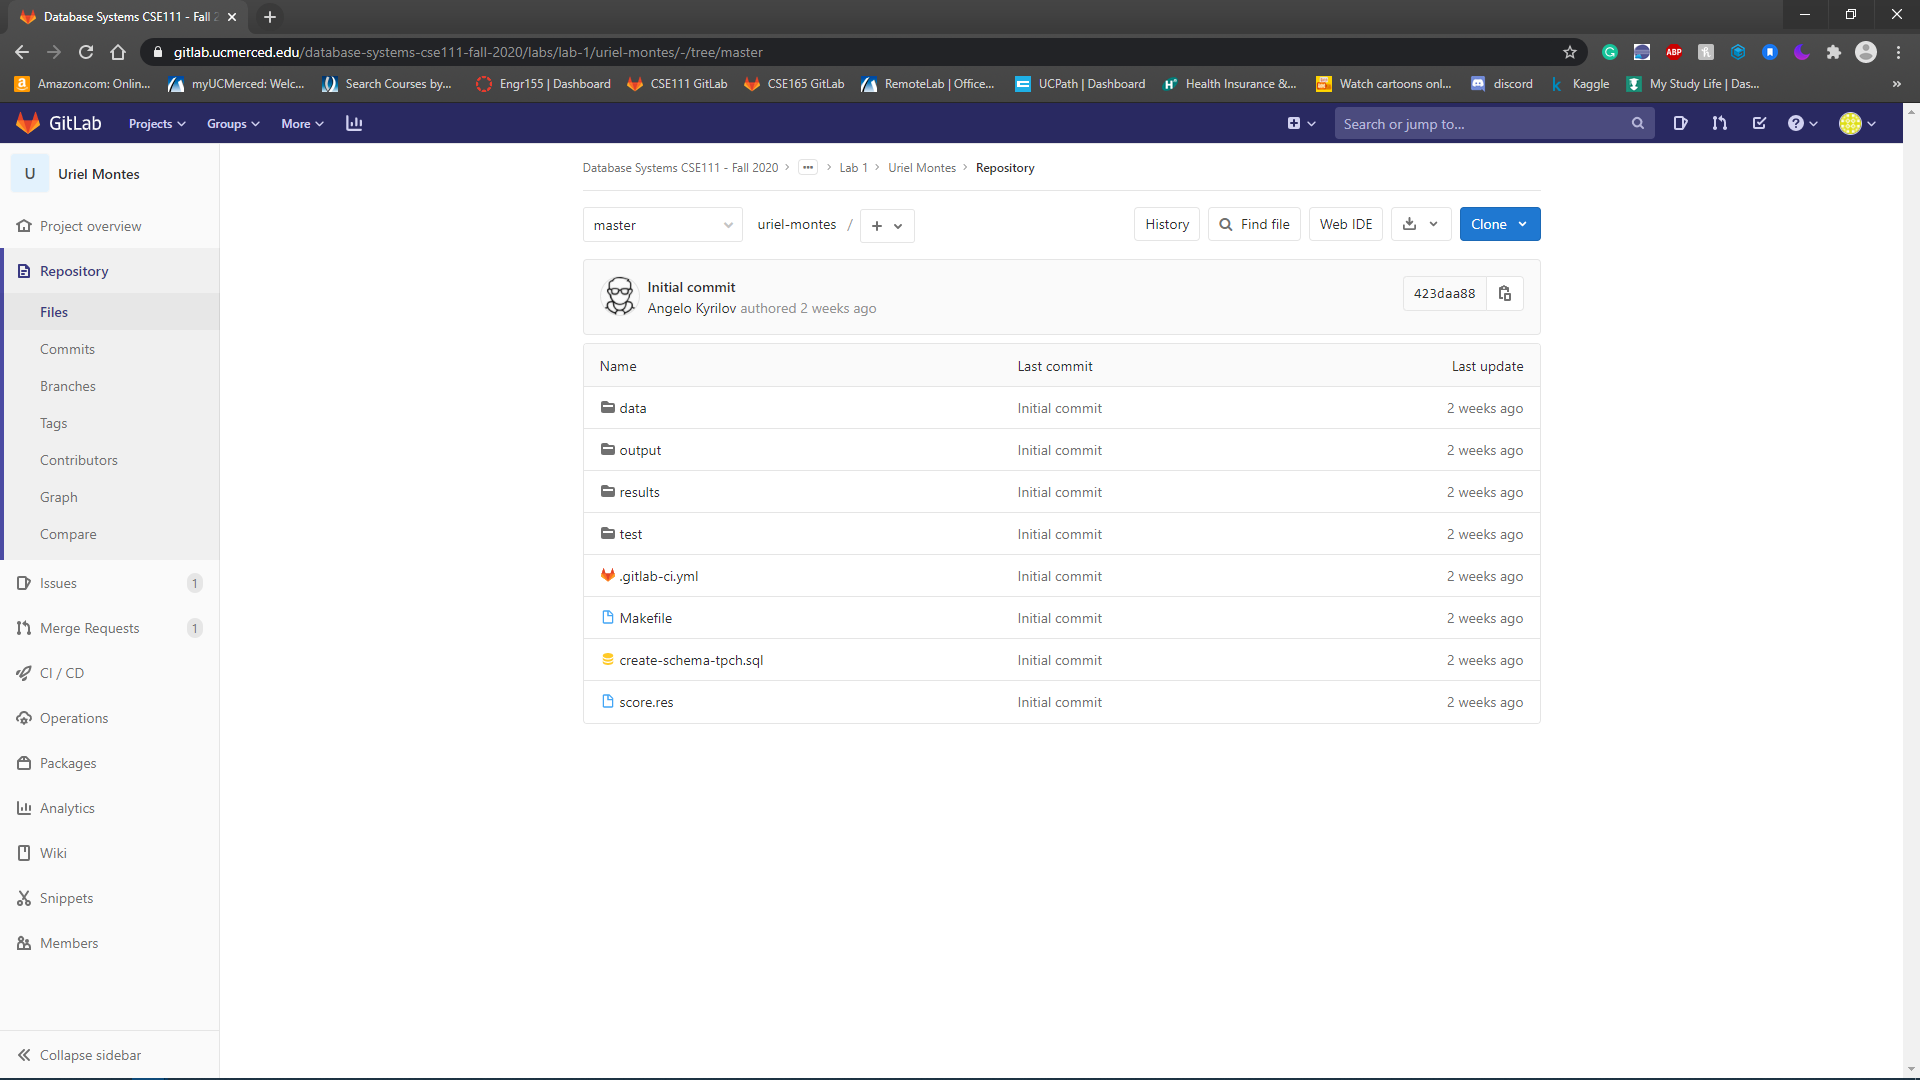 Database Systems CSE111 - Fall 2
gitlab.ucmerced.edu/database-systems-cse111-fall-2020/labs/lab-1/uriel-montes/-/tree/master
ABP
Amazon.com: Onlin... myUCMerced: Welc... Search Courses by... Engr155 | Dashboard CSE111 GitLab CSE165 GitLab RemoteLab | Office... UCPath | Dashboard Health Insurance &... Watch cartoons onl... discord Kaggle My Study Life | Das... »
GitLab Projects Groups More Search or jump to...
U Uriel Montes
Project overview
Repository
Files
Commits
Branches
Tags
Contributors
Graph
Compare
Issues 1
Merge Requests 1
CI / CD
Operations
Packages
Analytics
Wiki
Snippets
Members
Collapse sidebar
Database Systems CSE111 - Fall 2020 > ... > Lab 1 > Uriel Montes > Repository
master uriel-montes / + History Find file Web IDE Clone
Initial commit
Angelo Kyrilov authored 2 weeks ago
423daa88
Name Last commit Last update
data Initial commit 2 weeks ago
output Initial commit 2 weeks ago
results Initial commit 2 weeks ago
test Initial commit 2 weeks ago
.gitlab-ci.yml Initial commit 2 weeks ago
Makefile Initial commit 2 weeks ago
create-schema-tpch.sql Initial commit 2 weeks ago
score.res Initial commit 2 weeks ago